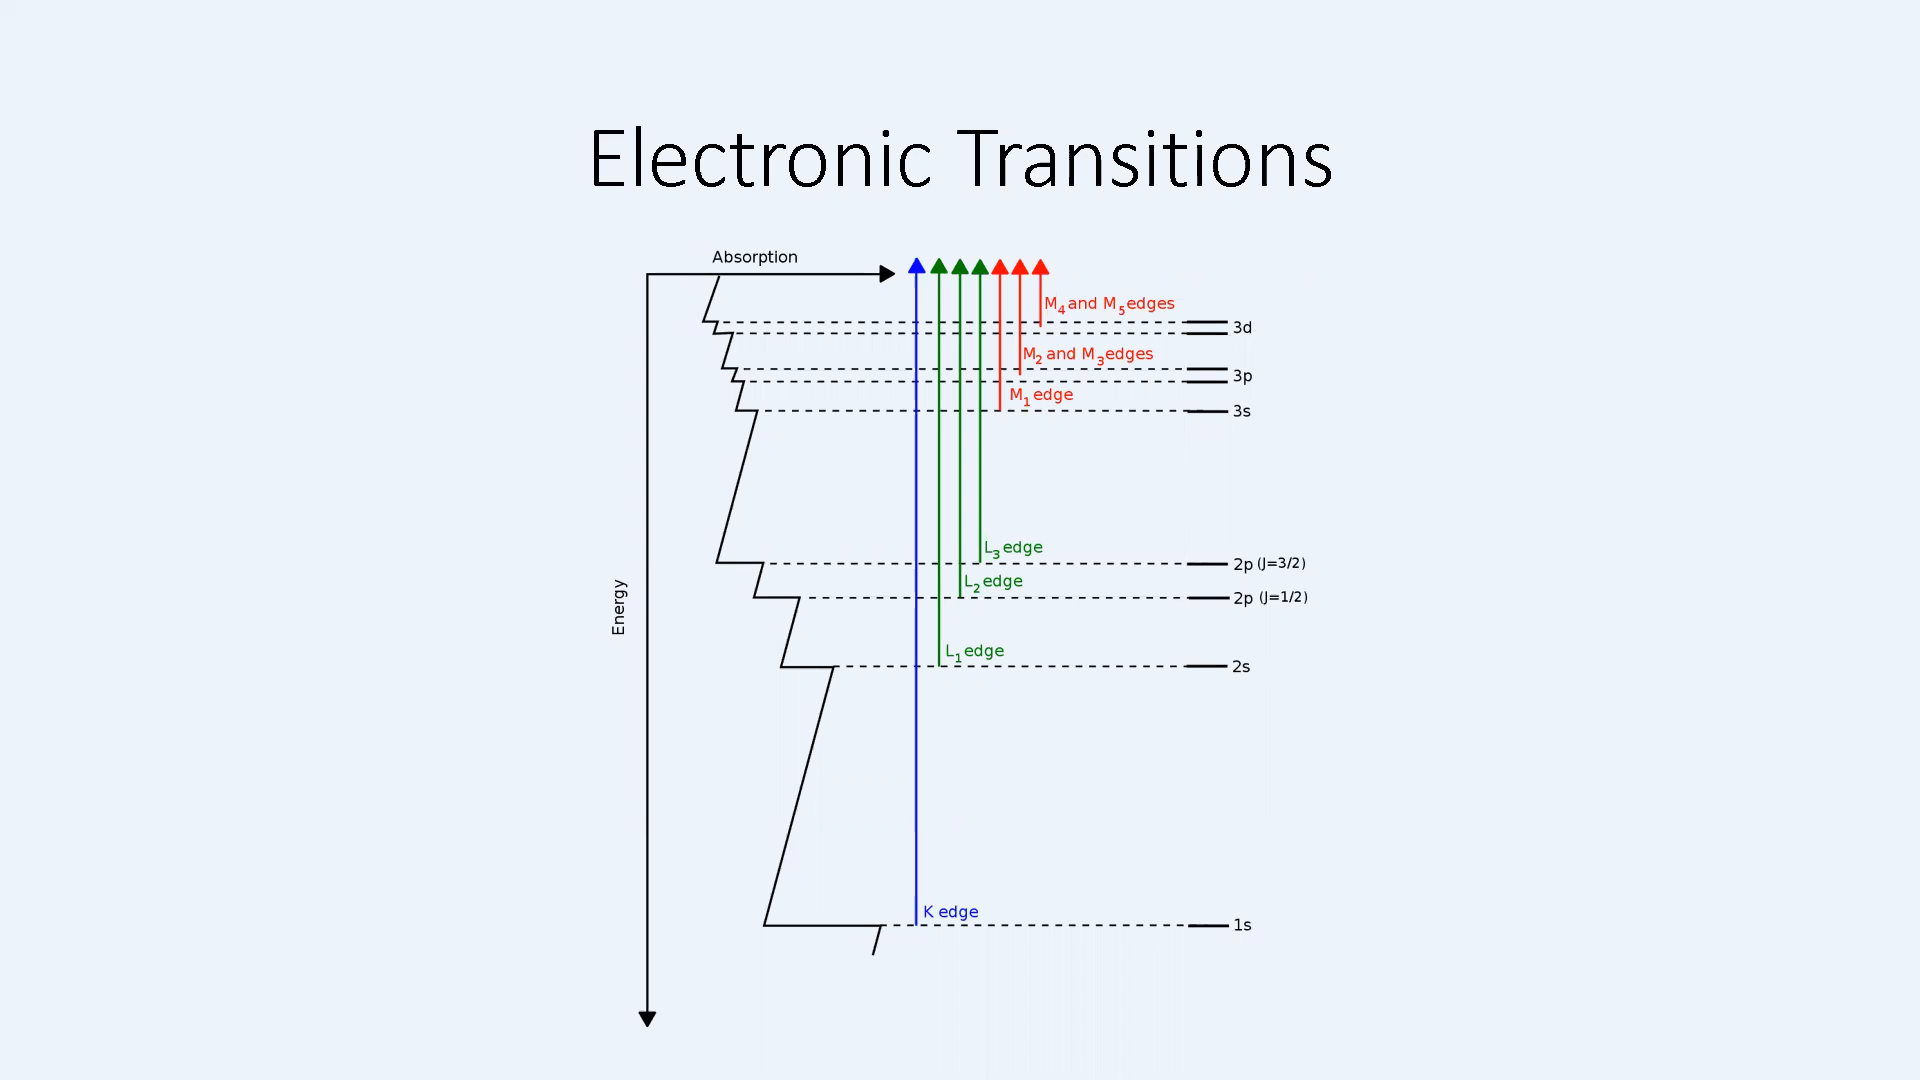 Electronic Transitions
Absorption
M4 and M5 edges
3d
M2 and M3 edges
3p
M1 edge
3s
L3 edge
2p (J=3/2)
L2 edge
2p (J=1/2)
Energy
L1 edge
2s
K edge
1s